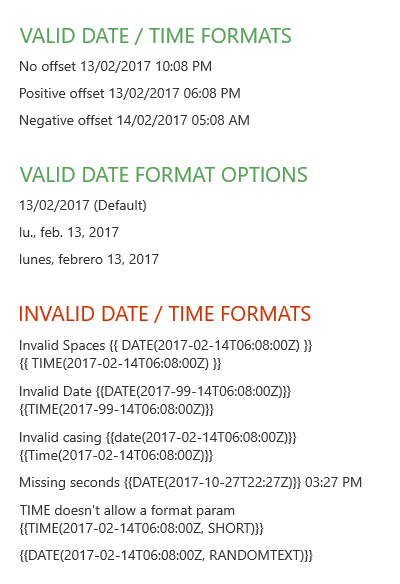 VALID DATE / TIME FORMATS
No offset 13/02/2017 10:08 PM
Positive offset 13/02/2017 06:08 PM
Negative offset 14/02/2017 05:08 AM
VALID DATE FORMAT OPTIONS
13/02/2017 (Default)
lu., feb. 13, 2017
lunes, febrero 13, 2017
INVALID DATE / TIME FORMATS
Invalid Spaces {{ DATE(2017-02-14T06:08:00Z) }}
{{ TIME(2017-02-14T06:08:00Z) }}
Invalid Date {{DATE(2017-99-14T06:08:00Z)}}
{{TIME(2017-99-14T06:08:00Z)}}
Invalid casing {{date(2017-02-14T06:08:00Z)}}
{{Time(2017-02-14T06:08:00Z)}}
Missing seconds {{DATE(2017-10-27T22:27Z)}} 03:27 PM
TIME doesn't allow a format param
{{TIME(2017-02-14T06:08:00Z, SHORT)}}
{{DATE(2017-02-14T06:08:00Z, RANDOMTEXT)}}